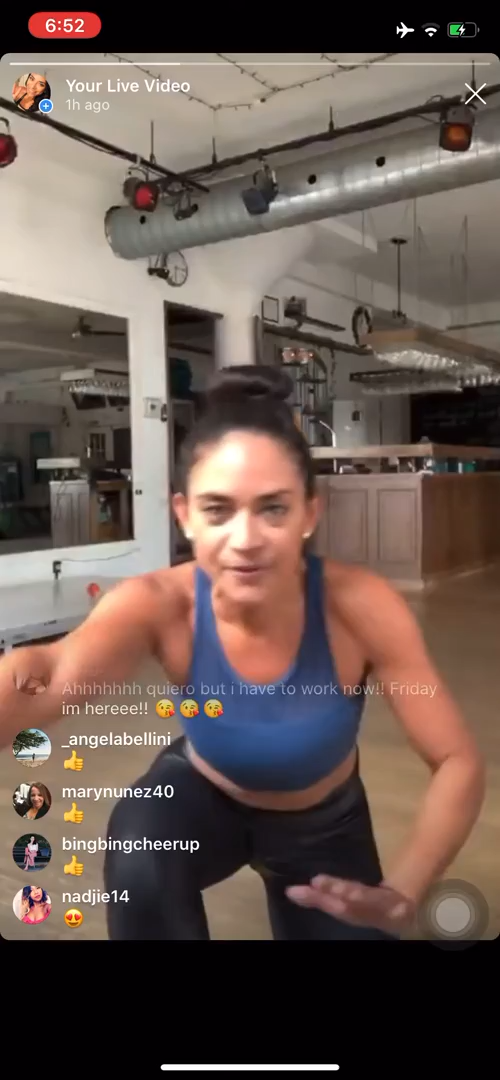 6:52
Your Live Video
1h ago
Ahhhhhhh quiero but i have to work now!! Friday
im hereee!! 😘😘😘
_angelabellini
👍
marynunez40
👍
bingbingcheerup
👍
nadjie14
😍